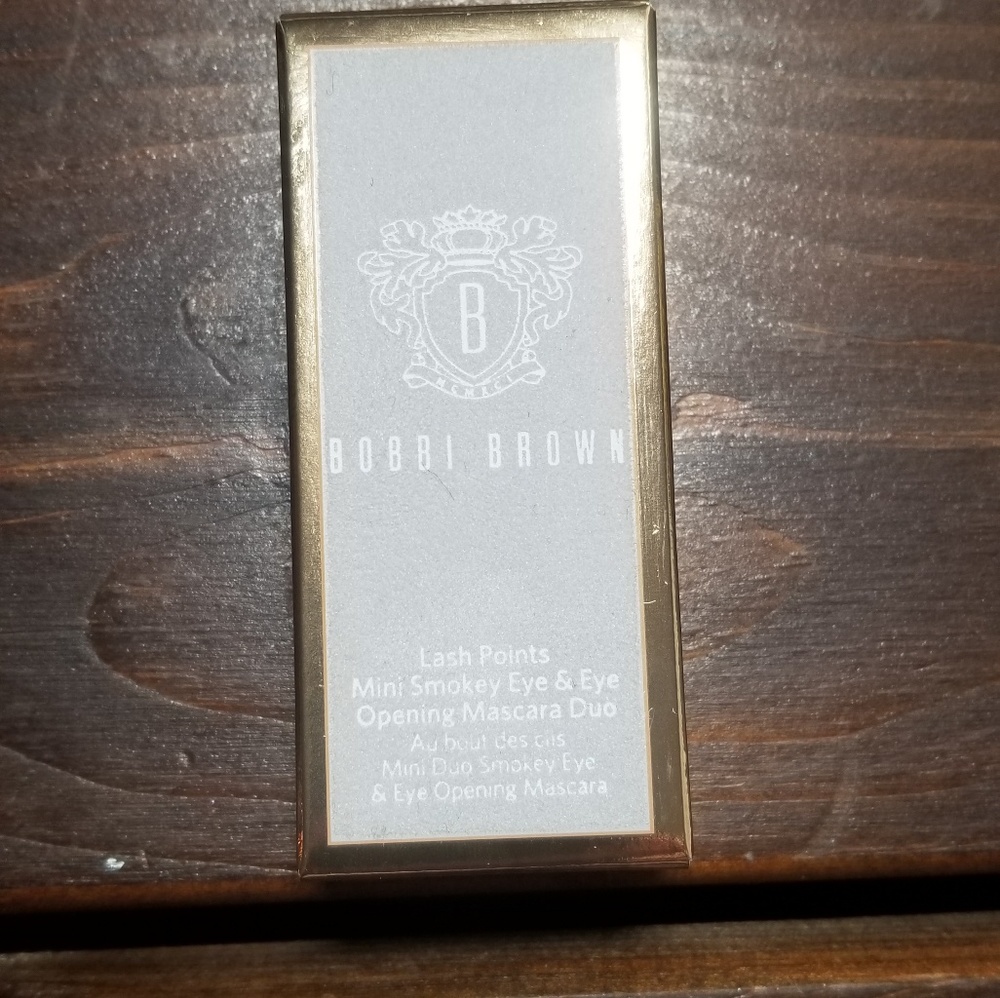 B
MCMXCI
BOBBI BROWN
Lash Points
Mini Smokey Eye & Eye
Opening Mascara Duo
Au bout des cils
Mini Duo Smokey Eye
& Eye Opening Mascara